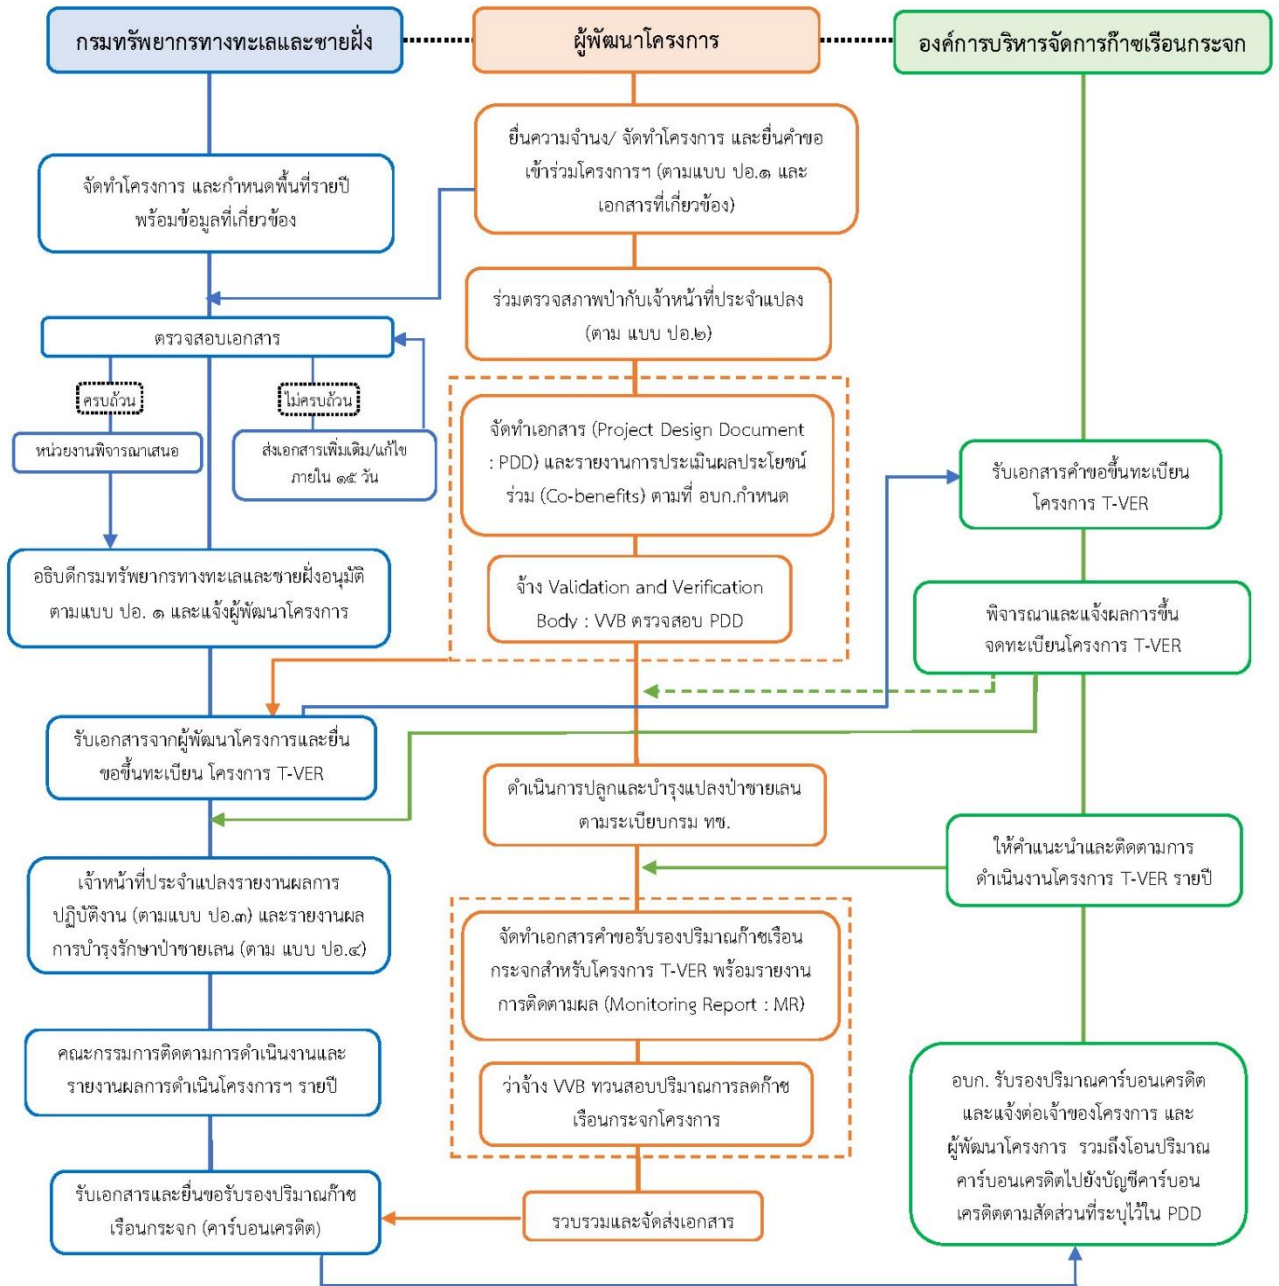 กรมทรัพยากรทางทะเลและชายฝั่ง
ผู้พัฒนาโครงการ
องค์การบริหารจัดการก๊าซเรือนกระจก
จัดทำโครงการ และกำหนดพื้นที่รายปี
พร้อมข้อมูลที่เกี่ยวข้อง
ตรวจสอบเอกสาร
ครบถ้วน
ไม่ครบถ้วน
หน่วยงานพิจารณาเสนอ
ส่งเอกสารเพิ่มเติม/แก้ไข
ภายใน ๑๕ วัน
อธิบดีกรมทรัพยากรทางทะเลและชายฝั่งอนุมัติ
ตามแบบ ปอ. ๑ และแจ้งผู้พัฒนาโครงการ
รับเอกสารจากผู้พัฒนาโครงการและยื่น
ขอขึ้นทะเบียน โครงการ T-VER
เจ้าหน้าที่ประจำแปลงรายงานผลการ
ปฏิบัติงาน (ตามแบบ ปอ.๓) และรายงานผล
การบำรุงรักษาป่าชายเลน (ตาม แบบ ปอ.๔)
คณะกรรมการติดตามการดำเนินงานและ
รายงานผลการดำเนินโครงการฯ รายปี
รับเอกสารและยื่นขอรับรองปริมาณก๊าซ
เรือนกระจก (คาร์บอนเครดิต)
ยื่นความจำนง/ จัดทำโครงการ และยื่นคำขอ
เข้าร่วมโครงการฯ (ตามแบบ ปอ.๑ และ
เอกสารที่เกี่ยวข้อง)
ร่วมตรวจสภาพป่ากับเจ้าหน้าที่ประจำแปลง
(ตาม แบบ ปอ.๒)
จัดทำเอกสาร (Project Design Document
: PDD) และรายงานการประเมินผลประโยชน์
ร่วม (Co-benefits) ตามที่ อบก.กำหนด
จ้าง Validation and Verification
Body : VVB ตรวจสอบ PDD
ดำเนินการปลูกและบำรุงแปลงป่าชายเลน
ตามระเบียบกรม ทช.
จัดทำเอกสารคำขอรับรองปริมาณก๊าซเรือน
กระจกสำหรับโครงการ T-VER พร้อมรายงาน
การติดตามผล (Monitoring Report : MR)
ว่าจ้าง VVB ทวนสอบปริมาณการลดก๊าซ
เรือนกระจกโครงการ
รวบรวมและจัดส่งเอกสาร
รับเอกสารคำขอขึ้นทะเบียน
โครงการ T-VER
พิจารณาและแจ้งผลการขึ้น
จดทะเบียนโครงการ T-VER
ให้คำแนะนำและติดตามการ
ดำเนินงานโครงการ T-VER รายปี
อบก. รับรองปริมาณคาร์บอนเครดิต
และแจ้งต่อเจ้าของโครงการ และ
ผู้พัฒนาโครงการ รวมถึงโอนปริมาณ
คาร์บอนเครดิตไปยังบัญชีคาร์บอน
เครดิตตามสัดส่วนที่ระบุไว้ใน PDD